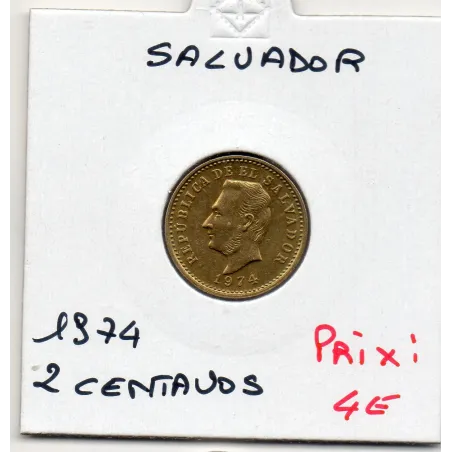 SALVADOR
REPUBLICA DE EL SALVADOR
1974
1974
2 CENTAVOS
PRiX:
4E